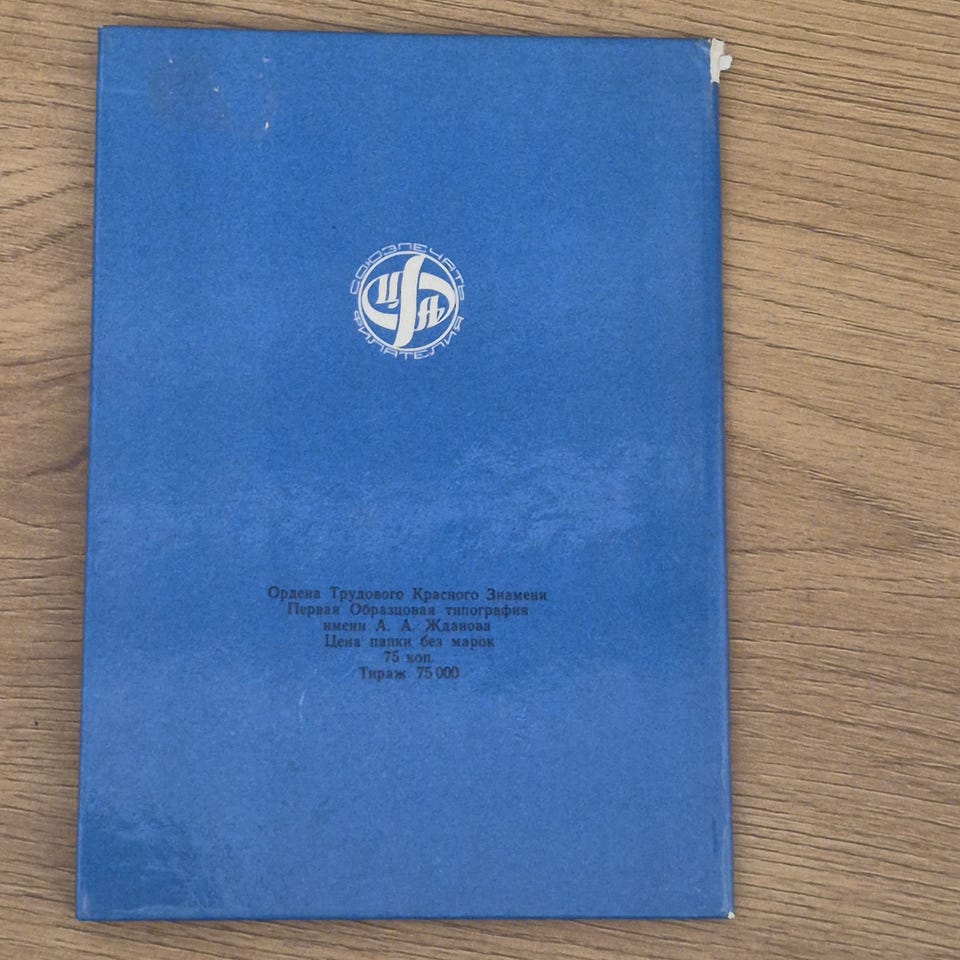 СОЮЗПЕЧАТЬ
ЦФА
ФИЛАТЕЛИЯ
Ордена Трудового Красного Знамени
Первая Образцовая типография
имени А. А. Жданова
Цена папки без марок
75 коп.
Тираж 75 000